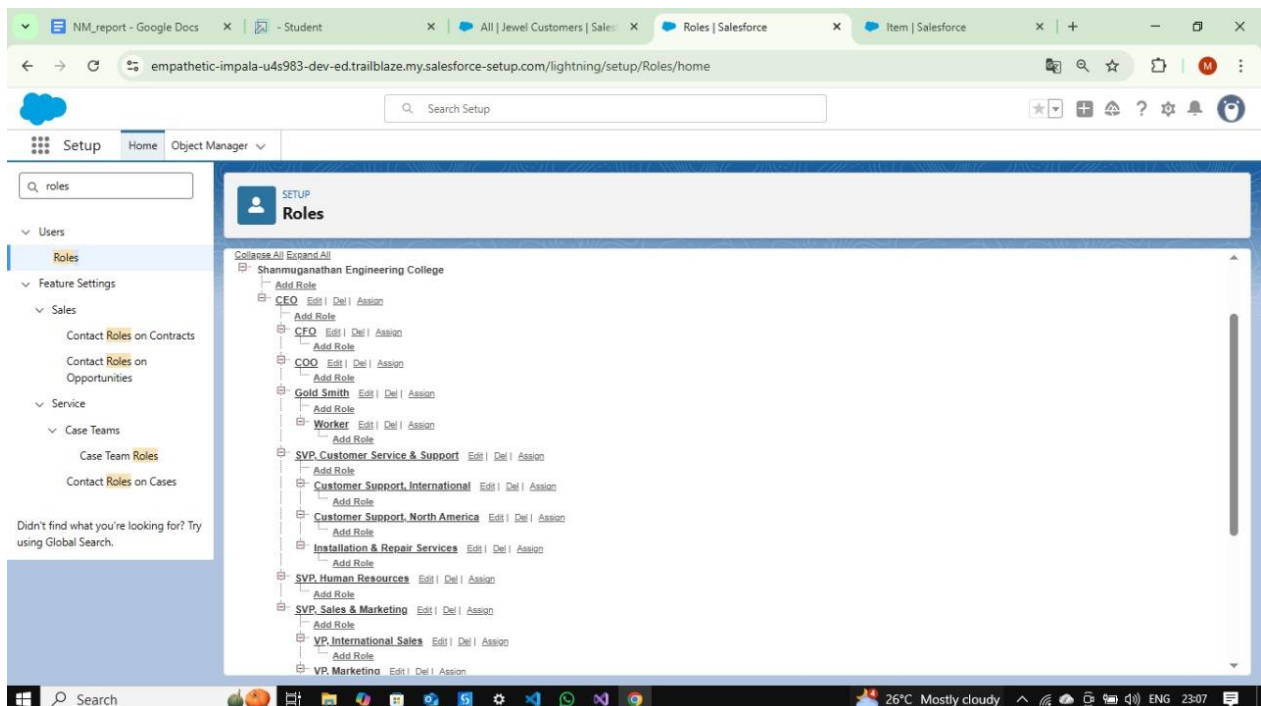 NM_report - Google Docs
- Student
All | Jewel Customers | Sales
Roles | Salesforce
Item | Salesforce
empathetic-impala-u4s983-dev-ed.trailblaze.my.salesforce-setup.com/lightning/setup/Roles/home
M
Search Setup
Setup Home Object Manager
roles
Users
Roles
Feature Settings
Sales
Contact Roles on Contracts
Contact Roles on
Opportunities
Service
Case Teams
Case Team Roles
Contact Roles on Cases
Didn't find what you're looking for? Try
using Global Search.
SETUP
Roles
Collapse All Expand All
Shanmuganathan Engineering College
Add Role
CEO Edit | Del | Assign
Add Role
CFO Edit | Del | Assign
Add Role
COO Edit | Del | Assign
Add Role
Gold Smith Edit | Del | Assign
Add Role
Worker Edit | Del | Assign
Add Role
SVP, Customer Service & Support Edit | Del | Assign
Add Role
Customer Support, International Edit | Del | Assign
Add Role
Customer Support, North America Edit | Del | Assign
Add Role
Installation & Repair Services Edit | Del | Assign
Add Role
SVP, Human Resources Edit | Del | Assign
Add Role
SVP, Sales & Marketing Edit | Del | Assign
Add Role
VP, International Sales Edit | Del | Assign
Add Role
VP, Marketing Edit | Del | Assign
Search
26°C Mostly cloudy ENG 23:07